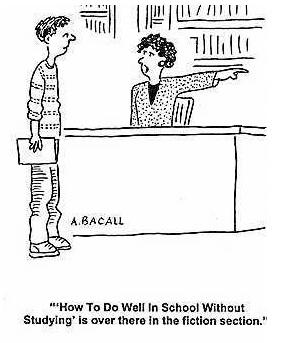 A.BACALL
"'How To Do Well In School Without
Studying' is over there in the fiction section."